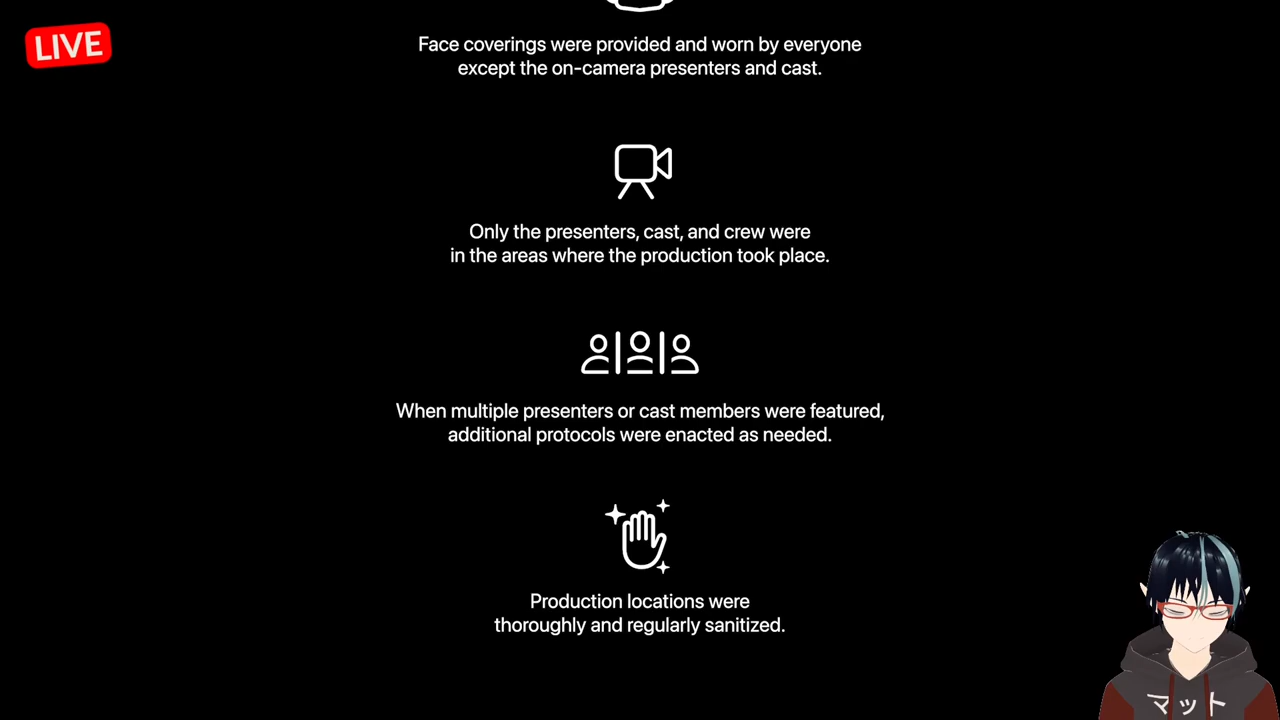 LIVE
Face coverings were provided and worn by everyone
except the on-camera presenters and cast.
Only the presenters, cast, and crew were
in the areas where the production took place.
When multiple presenters or cast members were featured,
additional protocols were enacted as needed.
Production locations were
thoroughly and regularly sanitized.
マット